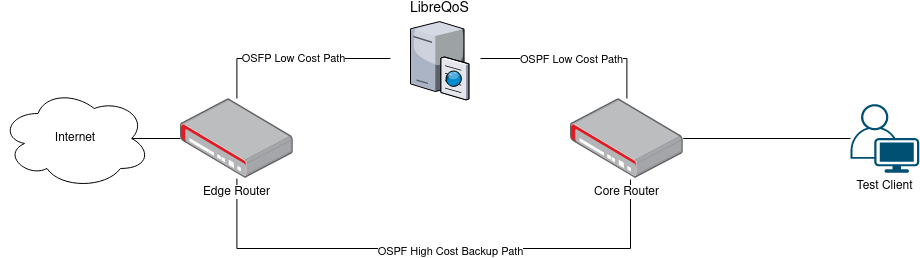 LibreQoS
OSFP Low Cost Path
OSPF Low Cost Path
Internet
Edge Router
Core Router
Test Client
OSPF High Cost Backup Path